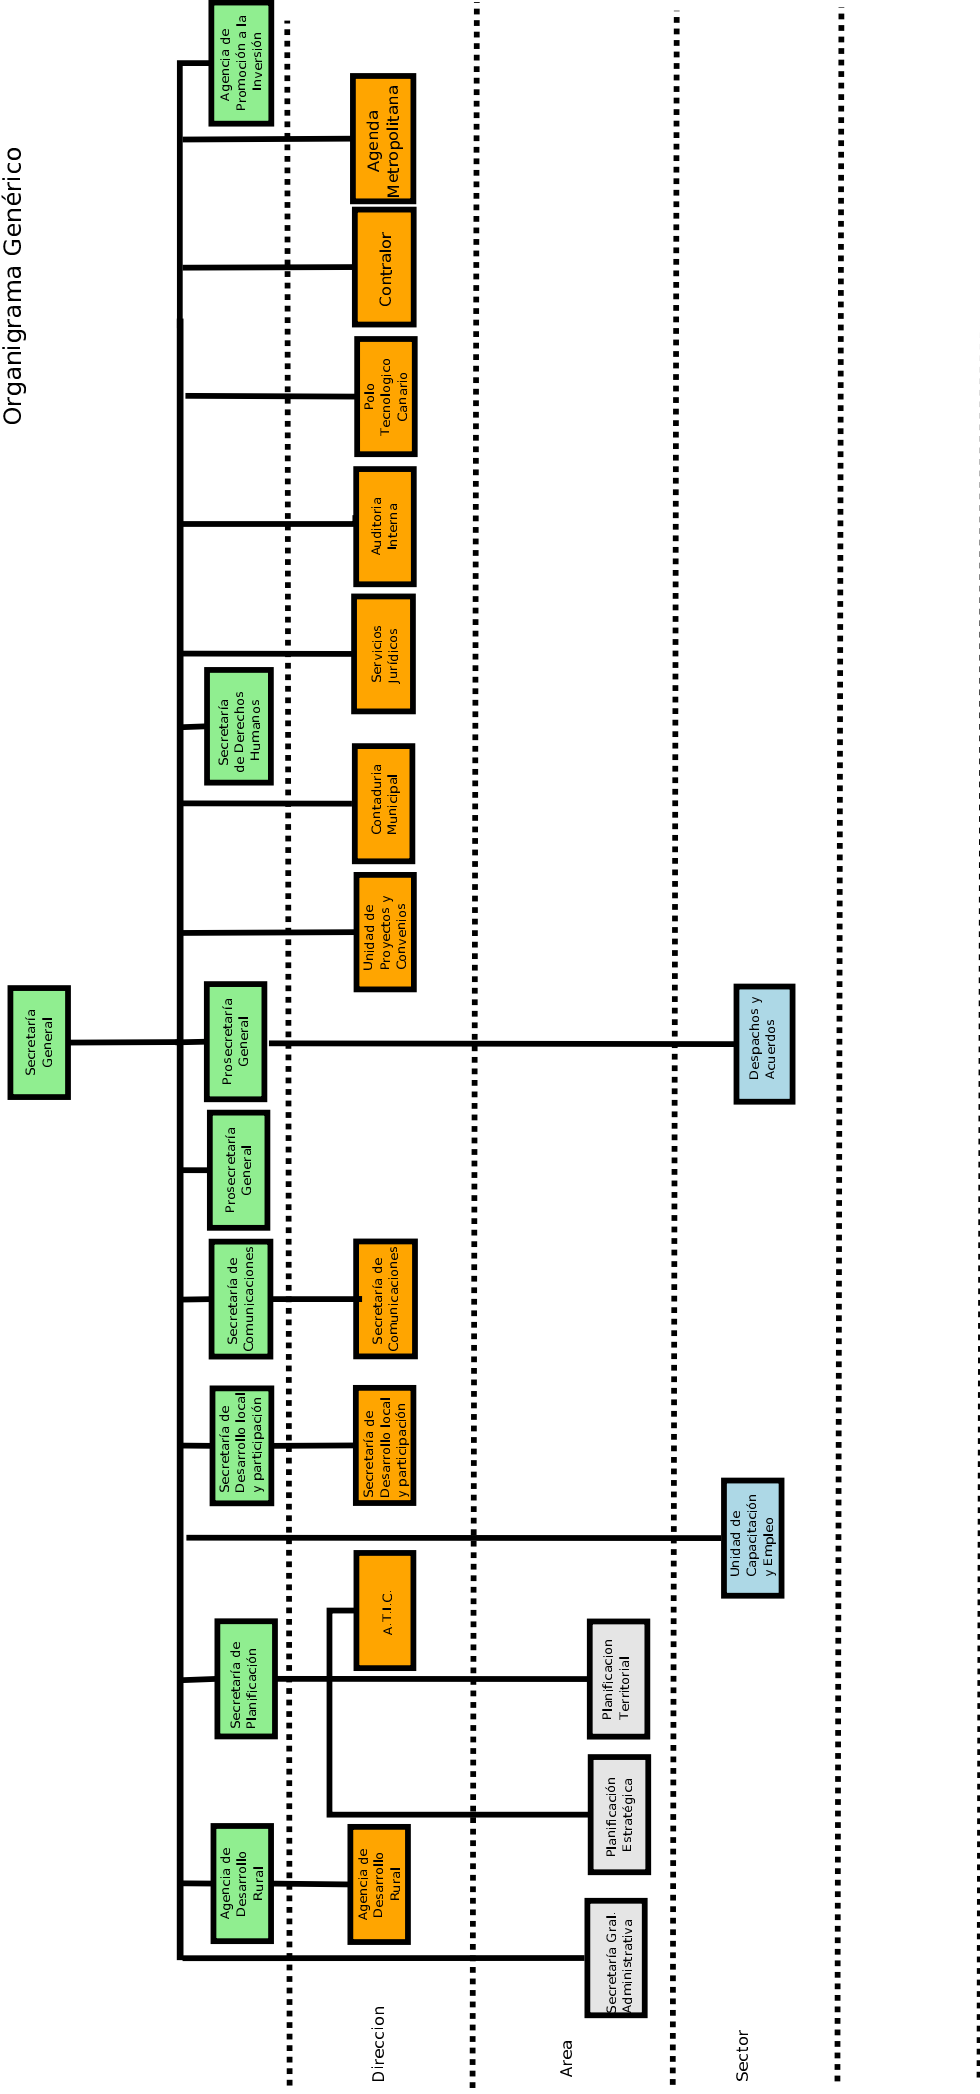 Organigrama Genérico
Secretaría
General
Secretaría Gral.
Administrativa
Agencia de
Desarrollo
Rural
Agencia de
Desarrollo
Rural
Planificación
Estratégica
Secretaría de
Planificación
Planificacion
Territorial
A.T.I.C.
Unidad de
Capacitación
y Empleo
Secretaría de
Desarrollo local
y participación
Secretaría de
Desarrollo local
y participación
Secretaría de
Comunicaciones
Secretaría de
Comunicaciones
Prosecretaría
General
Prosecretaría
General
Despachos y
Acuerdos
Unidad de
Proyectos y
Convenios
Contaduria
Municipal
Secretaría
de Derechos
Humanos
Servicios
Jurídicos
Auditoria
Interna
Polo
Tecnologico
Canario
Contralor
Agenda
Metropolitana
Agencia de
Promoción a la
Inversión
Direccion
Area
Sector